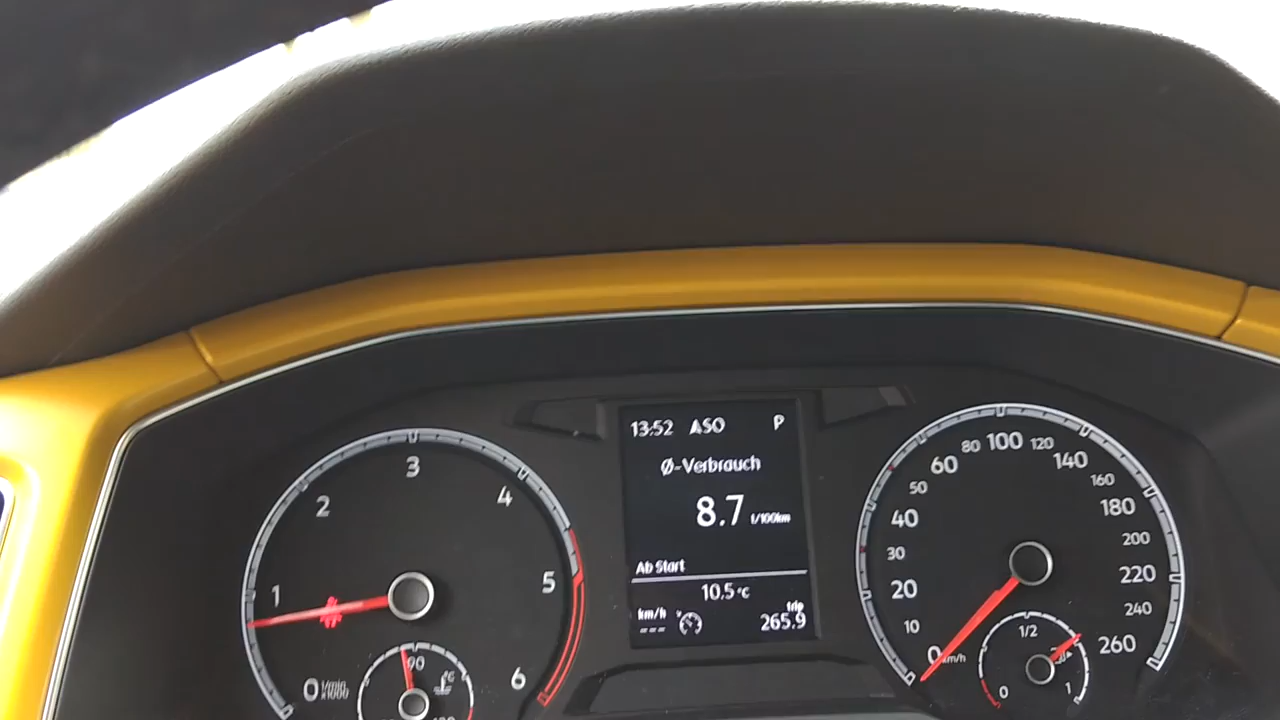 13:52 ASO P
Ø-Verbrauch
8.7 l/100km
Ab Start
10.5 °C
km/h
---
trip
265.9
0
1
2
3
4
5
6
1/min
x1000
90
°C
0
10
20
30
40
50
60
80
100
120
140
160
180
200
220
240
260
km/h
0
1/2
1